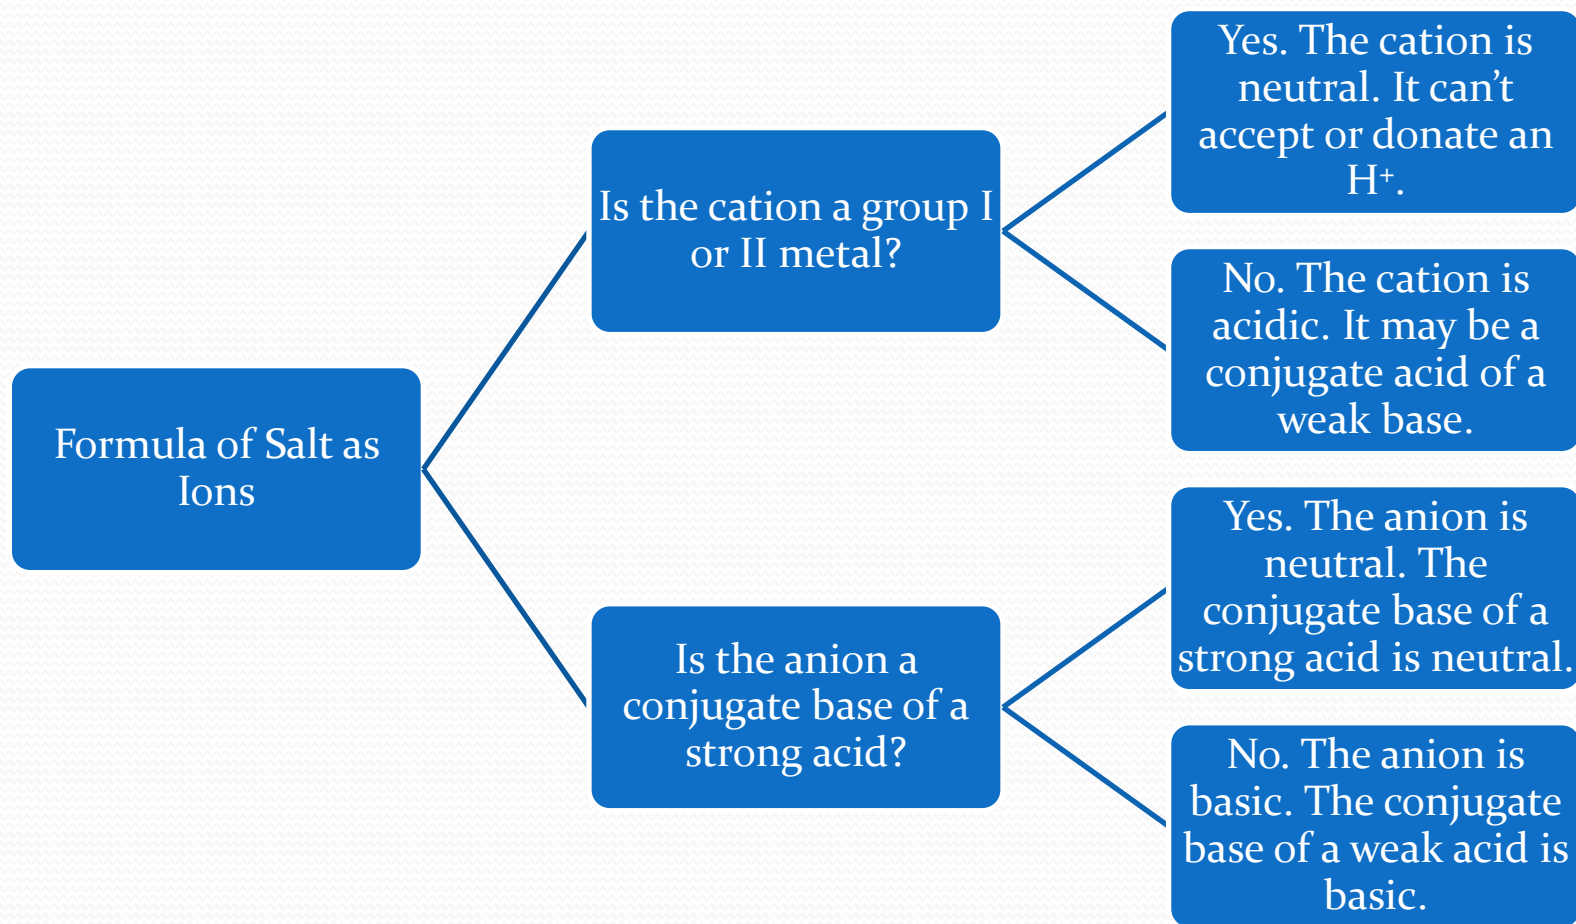 Formula of Salt as
Ions
Is the cation a group I
or II metal?
Yes. The cation is
neutral. It can’t
accept or donate an
H⁺.
No. The cation is
acidic. It may be a
conjugate acid of a
weak base.
Is the anion a
conjugate base of a
strong acid?
Yes. The anion is
neutral. The
conjugate base of a
strong acid is neutral.
No. The anion is
basic. The conjugate
base of a weak acid is
basic.